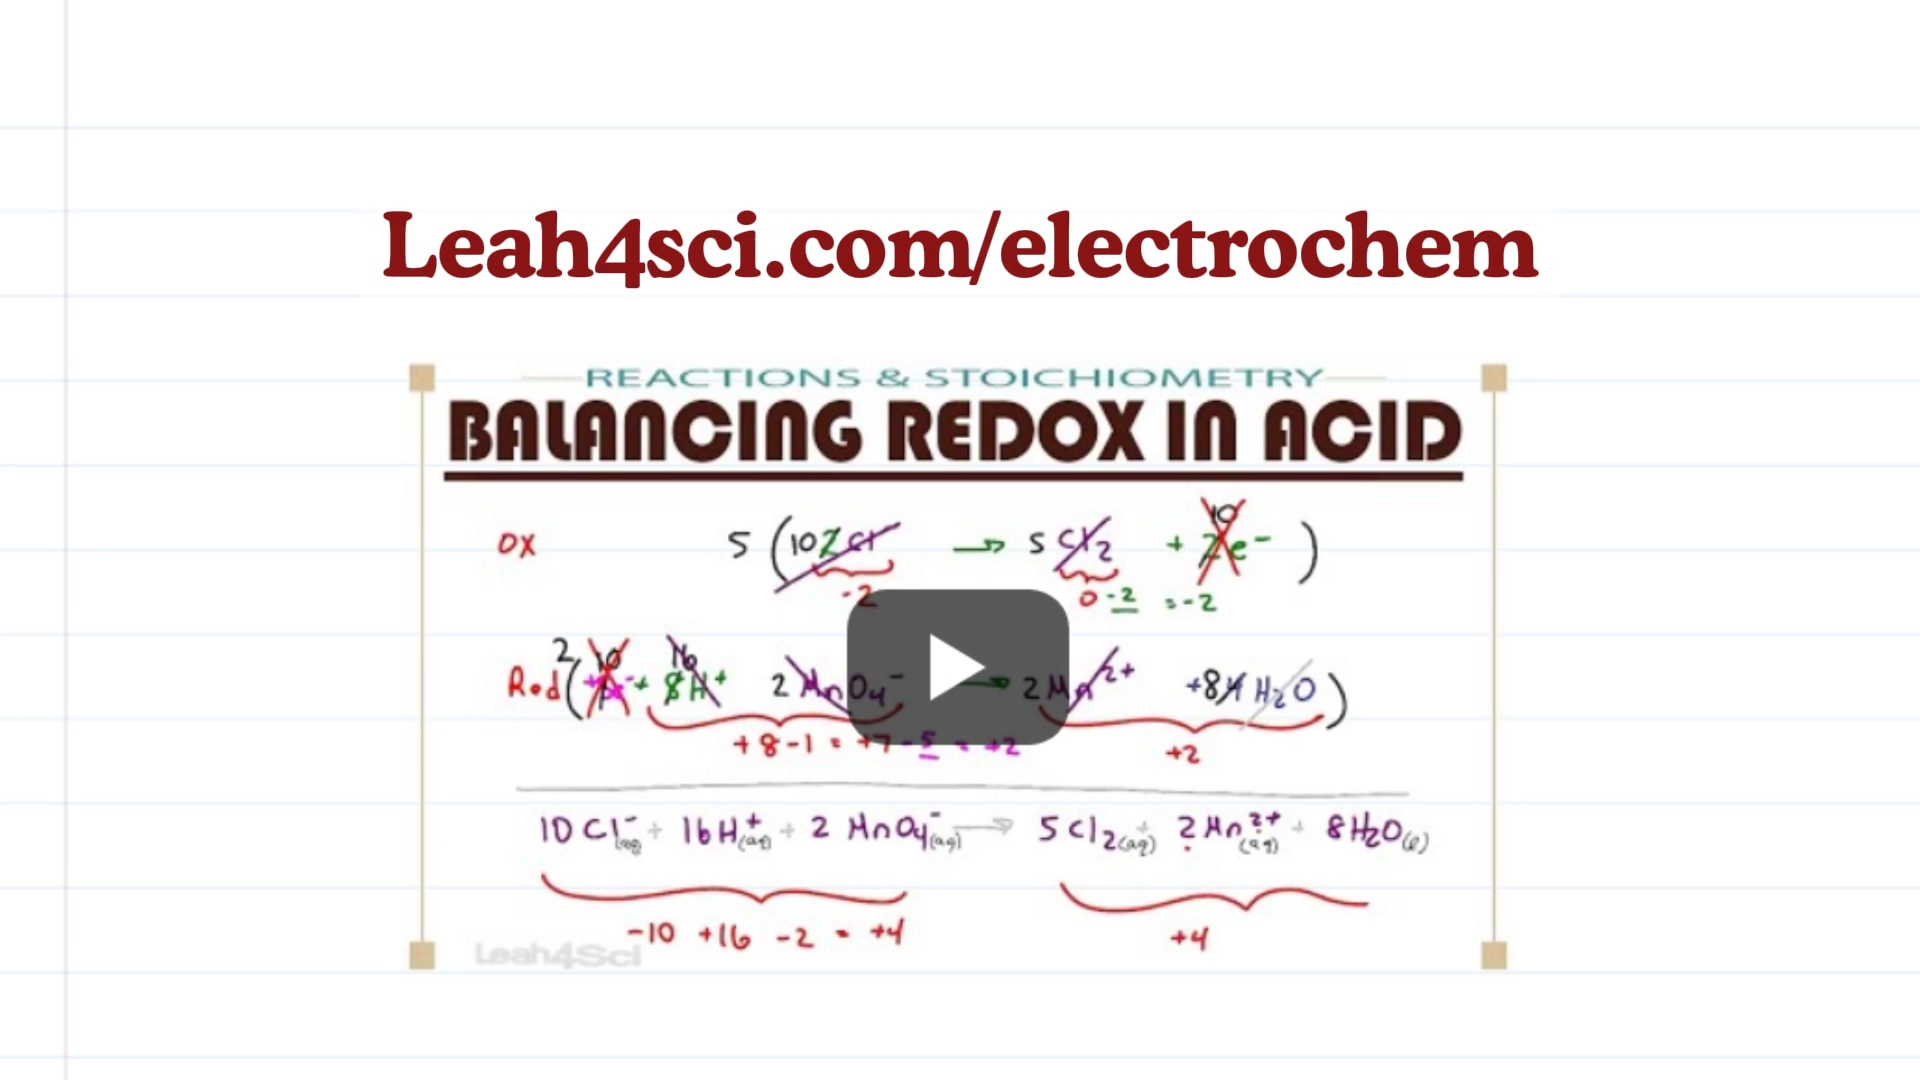 Leah4sci.com/electrochem
REACTIONS & STOICHIOMETRY
BALANCING REDOX IN ACID
OX 5 (10 2Cl → 5 Cl₂ + 10 2e⁻ )
-2 0 -2 = -2
Red 2 ( 10 + 16 8H⁺ 2 MnO₄⁻ → 2 Mn²⁺ +8 4 H₂O )
+8 -1 = +7 -5 = +2 +2
10 Cl⁻(aq) + 16H⁺(aq) + 2 MnO₄⁻(aq) → 5 Cl₂(aq) + 2 Mn²⁺(aq) + 8H₂O(l)
-10 +16 -2 = +4 +4
Leah4Sci